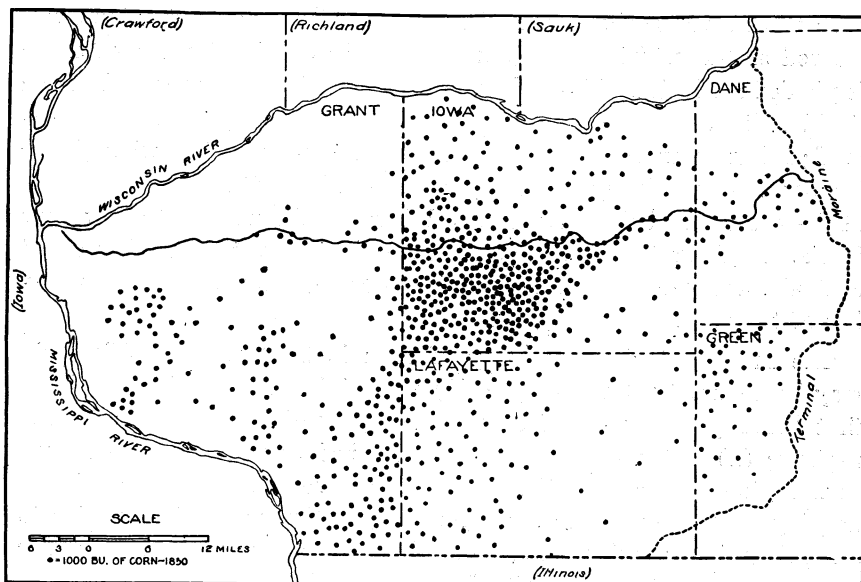 (Crawford)
(Richland)
(Sauk)
GRANT
IOWA
DANE
WISCONSIN RIVER
Moraine
(Iowa)
MISSISSIPPI
RIVER
LAFAYETTE
GREEN
Terminal
SCALE
6 3 0 6 12 MILES
• = 1000 BU. OF CORN-1850
(Illinois)